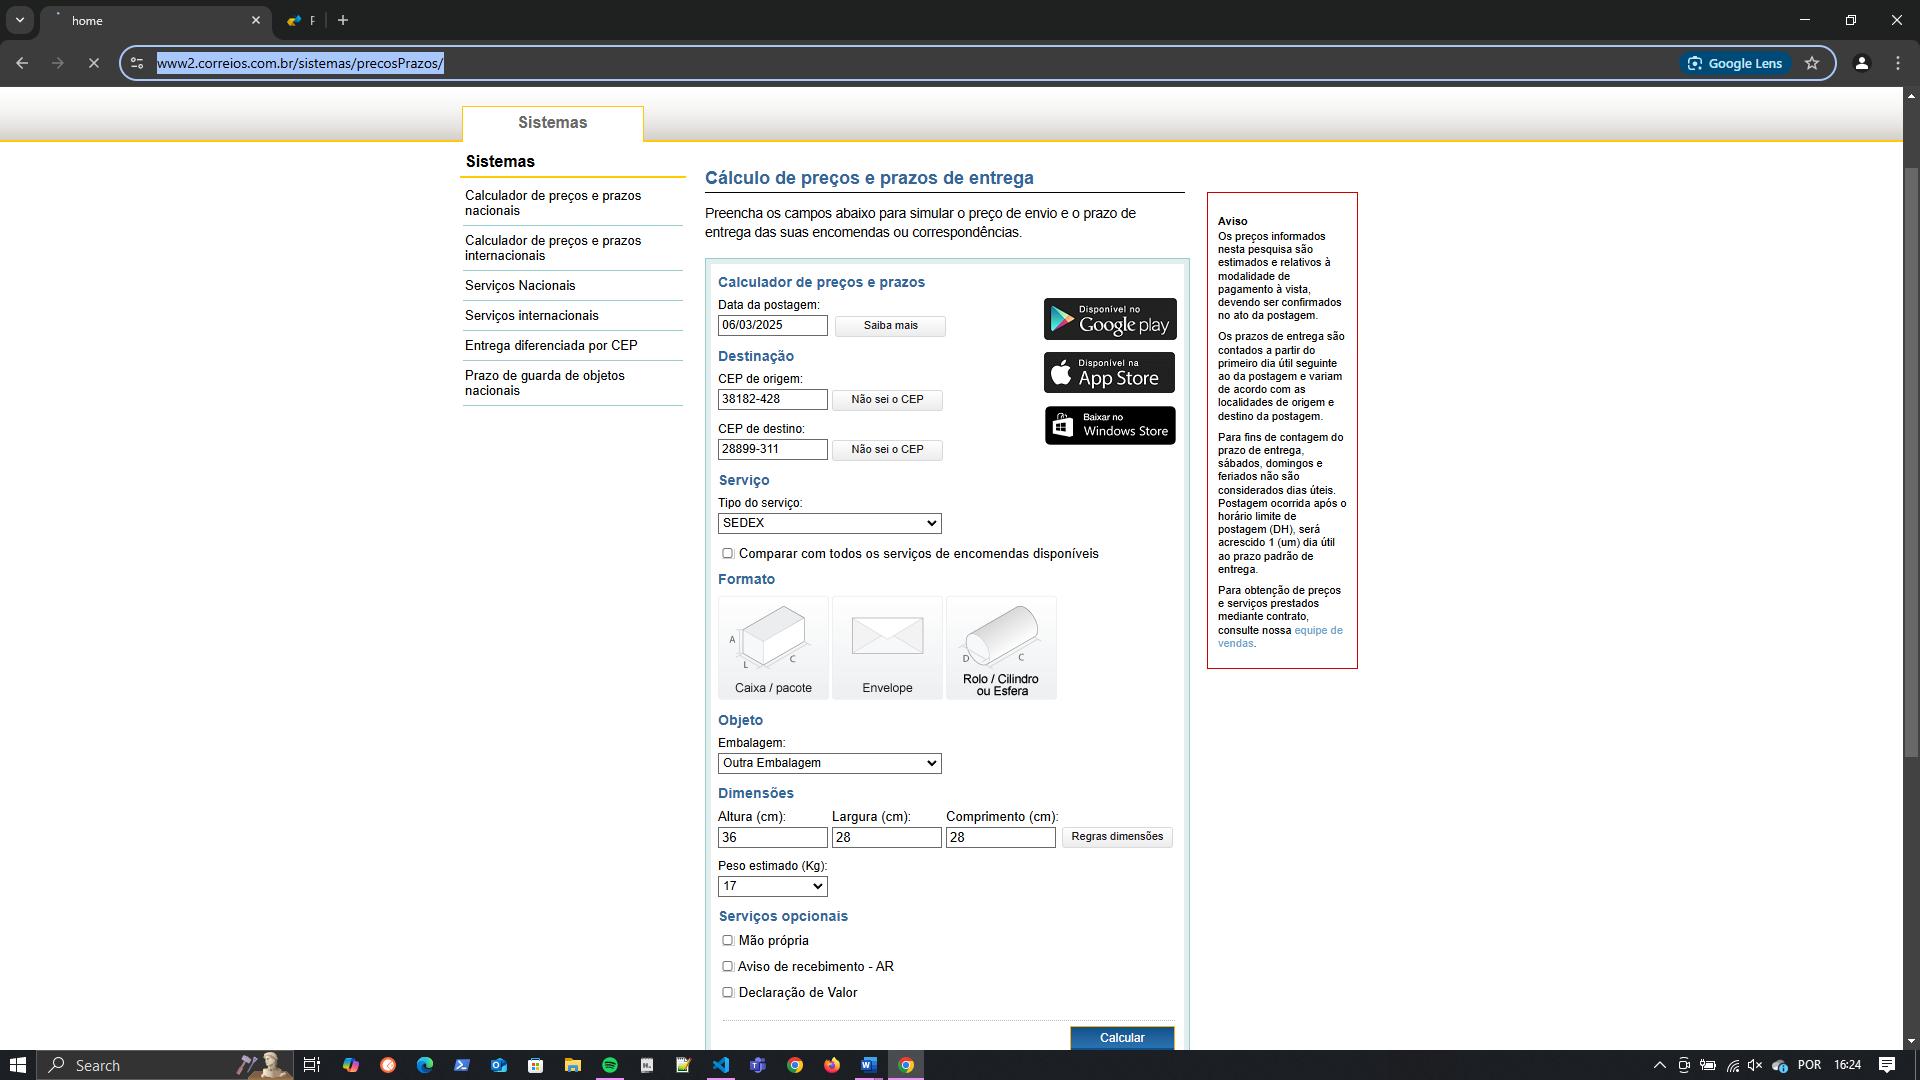 home
F
www2.correios.com.br/sistemas/precosPrazos/
Google Lens
Sistemas
Sistemas
Calculador de preços e prazos
nacionais
Calculador de preços e prazos
internacionais
Serviços Nacionais
Serviços internacionais
Entrega diferenciada por CEP
Prazo de guarda de objetos
nacionais
Cálculo de preços e prazos de entrega
Preencha os campos abaixo para simular o preço de envio e o prazo de
entrega das suas encomendas ou correspondências.
Calculador de preços e prazos
Data da postagem:
06/03/2025
Saiba mais
Disponível no
Google play
Disponível na
App Store
Baixar no
Windows Store
Destinação
CEP de origem:
38182-428
Não sei o CEP
CEP de destino:
28899-311
Não sei o CEP
Serviço
Tipo do serviço:
SEDEX
Comparar com todos os serviços de encomendas disponíveis
Formato
A
L
C
Caixa / pacote
Envelope
D
C
Rolo / Cilindro
ou Esfera
Objeto
Embalagem:
Outra Embalagem
Dimensões
Altura (cm):
Largura (cm):
Comprimento (cm):
36
28
28
Regras dimensões
Peso estimado (Kg):
17
Serviços opcionais
Mão própria
Aviso de recebimento - AR
Declaração de Valor
Calcular
Aviso
Os preços informados
nesta pesquisa são
estimados e relativos à
modalidade de
pagamento à vista,
devendo ser confirmados
no ato da postagem.
Os prazos de entrega são
contados a partir do
primeiro dia útil seguinte
ao da postagem e variam
de acordo com as
localidades de origem e
destino da postagem.
Para fins de contagem do
prazo de entrega,
sábados, domingos e
feriados não são
considerados dias úteis.
Postagem ocorrida após o
horário limite de
postagem (DH), será
acrescido 1 (um) dia útil
ao prazo padrão de
entrega.
Para obtenção de preços
e serviços prestados
mediante contrato,
consulte nossa equipe de
vendas.
Search
POR
16:24